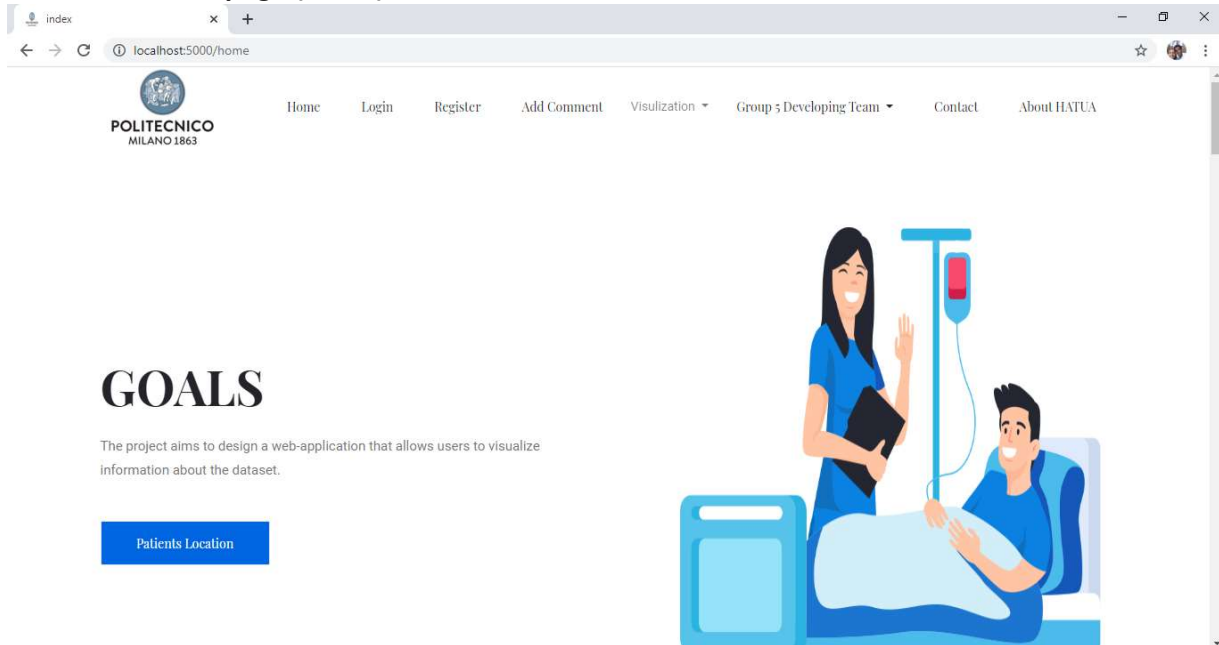 index
localhost:5000/home
POLITECNICO
MILANO 1863
Home Login Register Add Comment Visulization Group 5 Developing Team Contact About HATUA
GOALS
The project aims to design a web-application that allows users to visualize
information about the dataset.
Patients Location